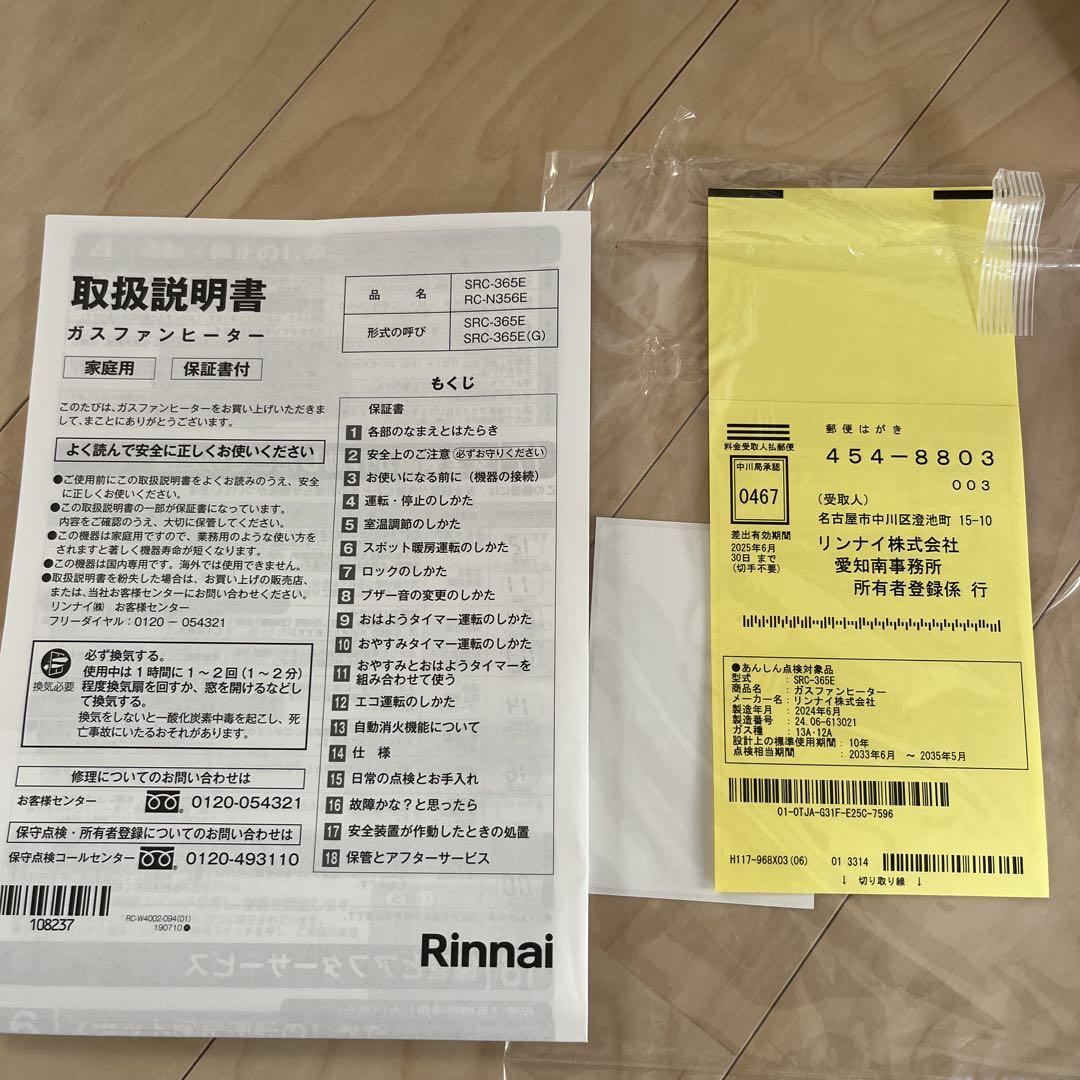 取扱説明書
ガスファンヒーター
家庭用 保証書付
品名 SRC-365E
RC-N356E
形式の呼び SRC-365E
SRC-365E(G)
このたびは、ガスファンヒーターをお買い上げいただきま
して、まことにありがとうございます。
よく読んで安全に正しくお使いください
●ご使用前にこの取扱説明書をよくお読みのうえ、安全
に正しくお使いください。
●この取扱説明書の一部が保証書になっています。
内容をご確認のうえ、大切に保管してください。
●この機器は家庭用ですので、業務用のような使い方を
されますと著しく機器寿命が短くなります。
●この機器は国内専用です。海外では使用できません。
●取扱説明書を紛失した場合は、お買い上げの販売店、
または、当社お客様センターにお問い合わせください。
リンナイ㈱ お客様センター
フリーダイヤル:0120-054321
換気必要
必ず換気する。
使用中は1時間に1~2回(1~2分)
程度換気扇を回すか、窓を開けるなどし
て換気する。
換気をしないと一酸化炭素中毒を起こし、死
亡事故にいたるおそれがあります。
修理についてのお問い合わせは
お客様センター 0120-054321
保守点検・所有者登録についてのお問い合わせは
保守点検コールセンター 0120-493110
108237
RC-W4002-094(01)
190710
もくじ
保証書
1 各部のなまえとはたらき
2 安全上のご注意 必ずお守りください
3 お使いになる前に(機器の接続)
4 運転・停止のしかた
5 室温調節のしかた
6 スポット暖房運転のしかた
7 ロックのしかた
8 ブザー音の変更のしかた
9 おはようタイマー運転のしかた
10 おやすみタイマー運転のしかた
11 おやすみとおはようタイマーを
組み合わせて使う
12 エコ運転のしかた
13 自動消火機能について
14 仕様
15 日常の点検とお手入れ
16 故障かな?と思ったら
17 安全装置が作動したときの処置
18 保管とアフターサービス
Rinnai
郵便はがき
料金受取人払郵便
454-8803
003
中川局承認
0467
差出有効期間
2025年6月
30日まで
(切手不要)
(受取人)
名古屋市中川区澄池町 15-10
リンナイ株式会社
愛知南事務所
所有者登録係 行
●あんしん点検対象品
型式 : SRC-365E
商品名 : ガスファンヒーター
メーカー名 : リンナイ株式会社
製造年月 : 2024年6月
製造番号 : 24.06-613021
ガス種 : 13A・12A
設計上の標準使用期間 : 10年
点検相当期間 : 2033年6月 ~ 2035年5月
01-0TJA-G31F-E25C-7596
H117-968X03(06) 01 3314
↓ 切り取り線 ↓